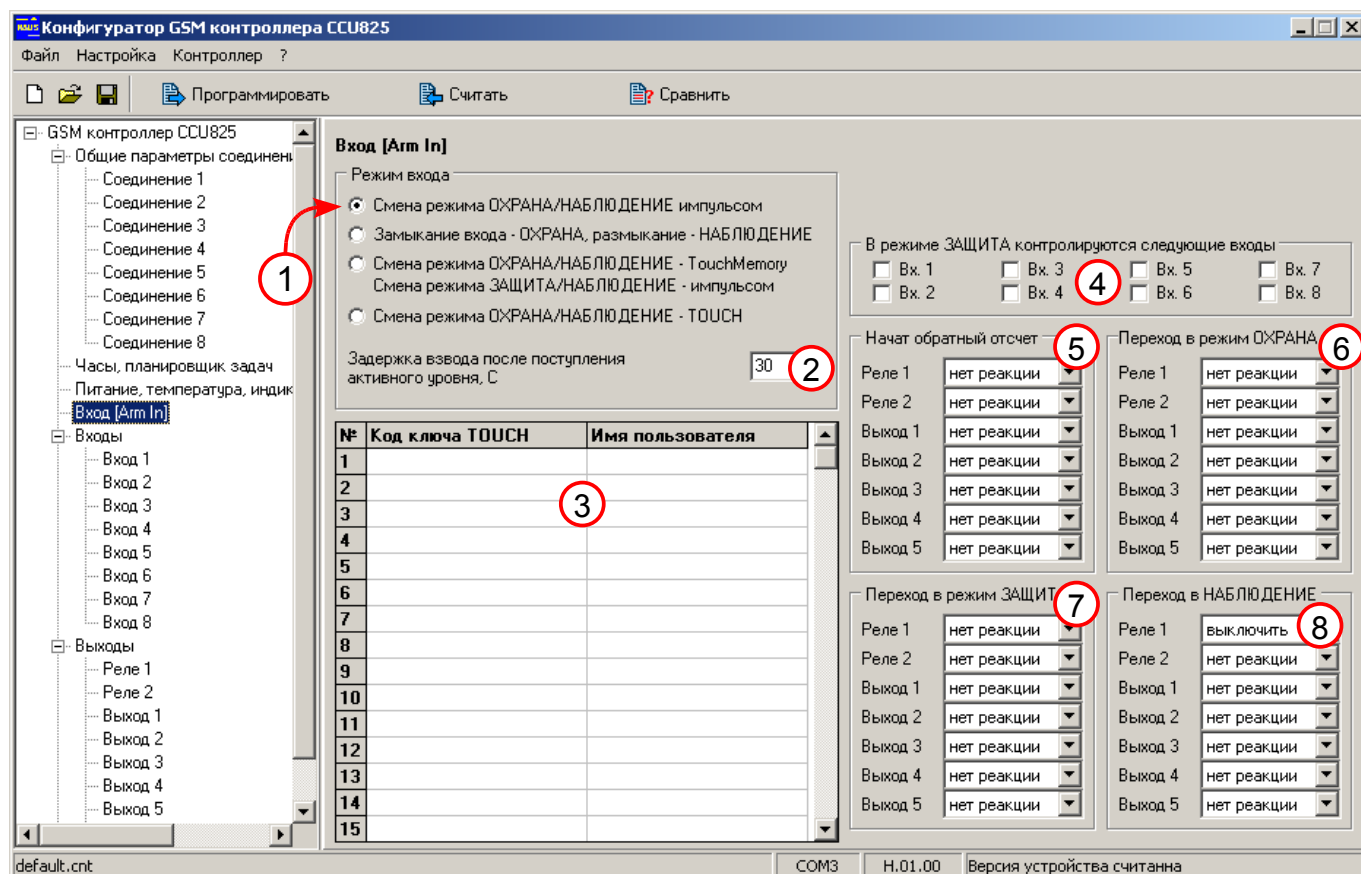 Конфигуратор GSM контроллера CCU825
Файл Настройка Контроллер ?
Программировать Считать Сравнить
GSM контроллер CCU825
Общие параметры соединени
Соединение 1
Соединение 2
Соединение 3
Соединение 4
Соединение 5
Соединение 6
Соединение 7
Соединение 8
Часы, планировщик задач
Питание, температура, индик
Вход [Arm In]
Входы
Вход 1
Вход 2
Вход 3
Вход 4
Вход 5
Вход 6
Вход 7
Вход 8
Выходы
Реле 1
Реле 2
Выход 1
Выход 2
Выход 3
Выход 4
Выход 5
Вход [Arm In]
Режим входа
1
Смена режима ОХРАНА/НАБЛЮДЕНИЕ импульсом
Замыкание входа - ОХРАНА, размыкание - НАБЛЮДЕНИЕ
Смена режима ОХРАНА/НАБЛЮДЕНИЕ - TouchMemory
Смена режима ЗАЩИТА/НАБЛЮДЕНИЕ - импульсом
Смена режима ОХРАНА/НАБЛЮДЕНИЕ - TOUCH
Задержка взвода после поступления
активного уровня, С
30 2
№ Код ключа TOUCH Имя пользователя
1
2
3
3
4
5
6
7
8
9
10
11
12
13
14
15
В режиме ЗАЩИТА контролируются следующие входы
Вх. 1 Вх. 3 Вх. 5 Вх. 7
4
Вх. 2 Вх. 4 Вх. 6 Вх. 8
Начат обратный отсчет 5
Реле 1 нет реакции
Реле 2 нет реакции
Выход 1 нет реакции
Выход 2 нет реакции
Выход 3 нет реакции
Выход 4 нет реакции
Выход 5 нет реакции
Переход в режим ОХРАНА 6
Реле 1 нет реакции
Реле 2 нет реакции
Выход 1 нет реакции
Выход 2 нет реакции
Выход 3 нет реакции
Выход 4 нет реакции
Выход 5 нет реакции
Переход в режим ЗАЩИТ 7
Реле 1 нет реакции
Реле 2 нет реакции
Выход 1 нет реакции
Выход 2 нет реакции
Выход 3 нет реакции
Выход 4 нет реакции
Выход 5 нет реакции
Переход в НАБЛЮДЕНИЕ
Реле 1 выключить 8
Реле 2 нет реакции
Выход 1 нет реакции
Выход 2 нет реакции
Выход 3 нет реакции
Выход 4 нет реакции
Выход 5 нет реакции
default.cnt COM3 H.01.00 Версия устройства считанна